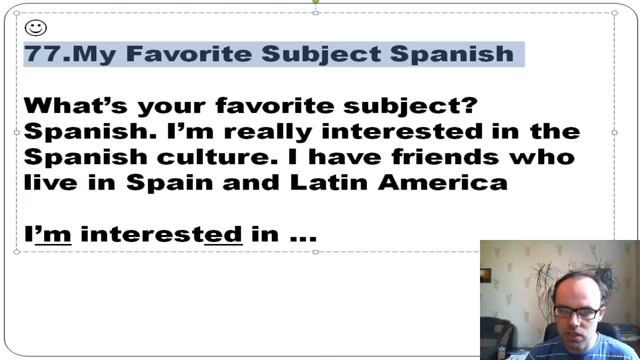 77.My Favorite Subject Spanish
What's your favorite subject?
Spanish. I'm really interested in the
Spanish culture. I have friends who
live in Spain and Latin America
I'm interested in ...